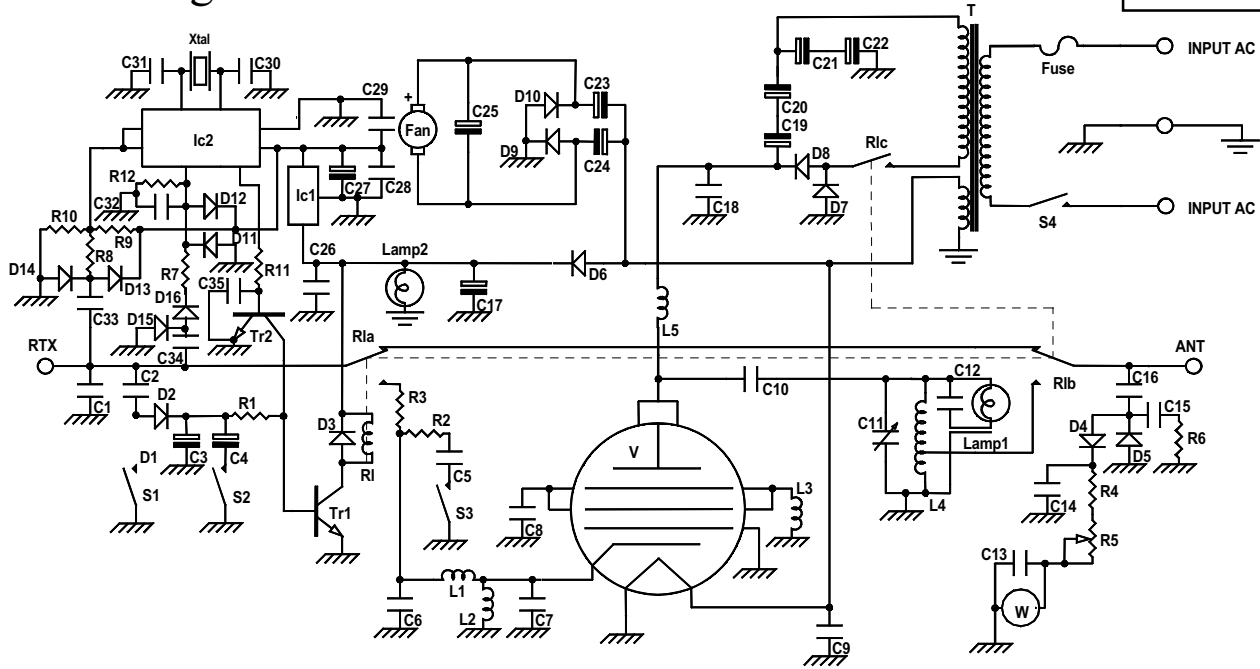 T
Xtal
C31
C30
C22
C21
INPUT AC
Fuse
C29
+
Fan
C25
D10
C23
C20
C19
Ic2
D9
C24
Rlc
D8
R12
Ic1
C27
C28
C18
D7
S4
INPUT AC
C32
D12
R10
R9
D11
C26
Lamp2
D14
R8
D13
R7
R11
C35
D6
D16
C17
C33
D15
Tr2
L5
RTX
C34
Rla
ANT
C1
C2
C10
C12
Rlb
C16
D2
R1
R3
D3
R2
C11
C15
D4
V
Lamp1
D5
R6
D1
C3
C4
Rl
C5
L3
S1
S2
Tr1
S3
C8
L4
C14
R4
R5
C13
L1
L2
C6
C7
W
C9